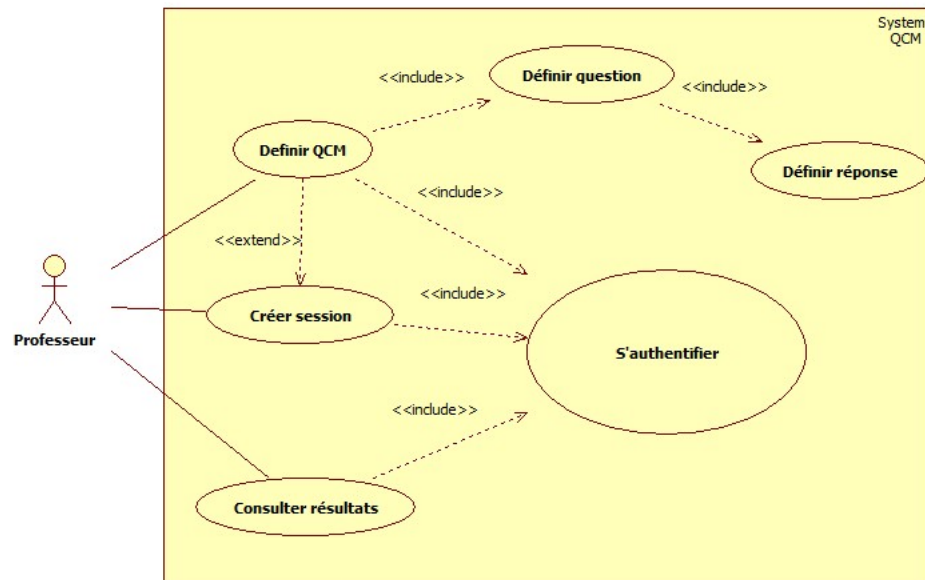 System
QCM
<<include>>
Définir question
<<include>>
Definir QCM
Définir réponse
<<include>>
<<extend>>
<<include>>
Créer session
Professeur
S'authentifier
<<include>>
Consulter résultats